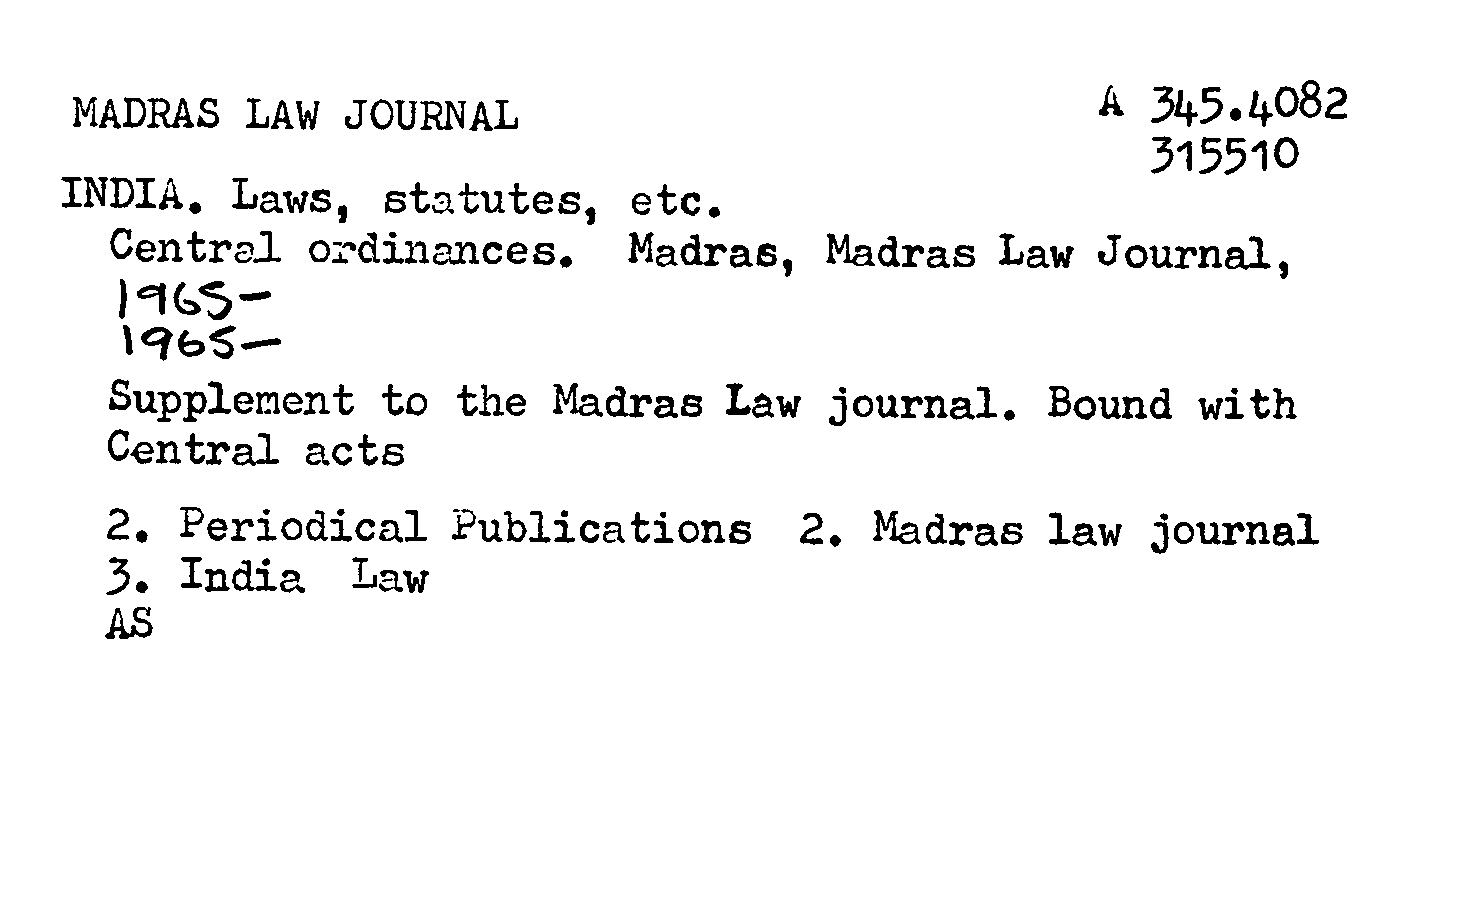 MADRAS LAW JOURNAL
A 345.4082
315510
INDIA. Laws, statutes, etc.
Central ordinances. Madras, Madras Law Journal,
1965-
1965-
Supplement to the Madras Law journal. Bound with
Central acts
2. Periodical Publications 2. Madras law journal
3. India Law
AS